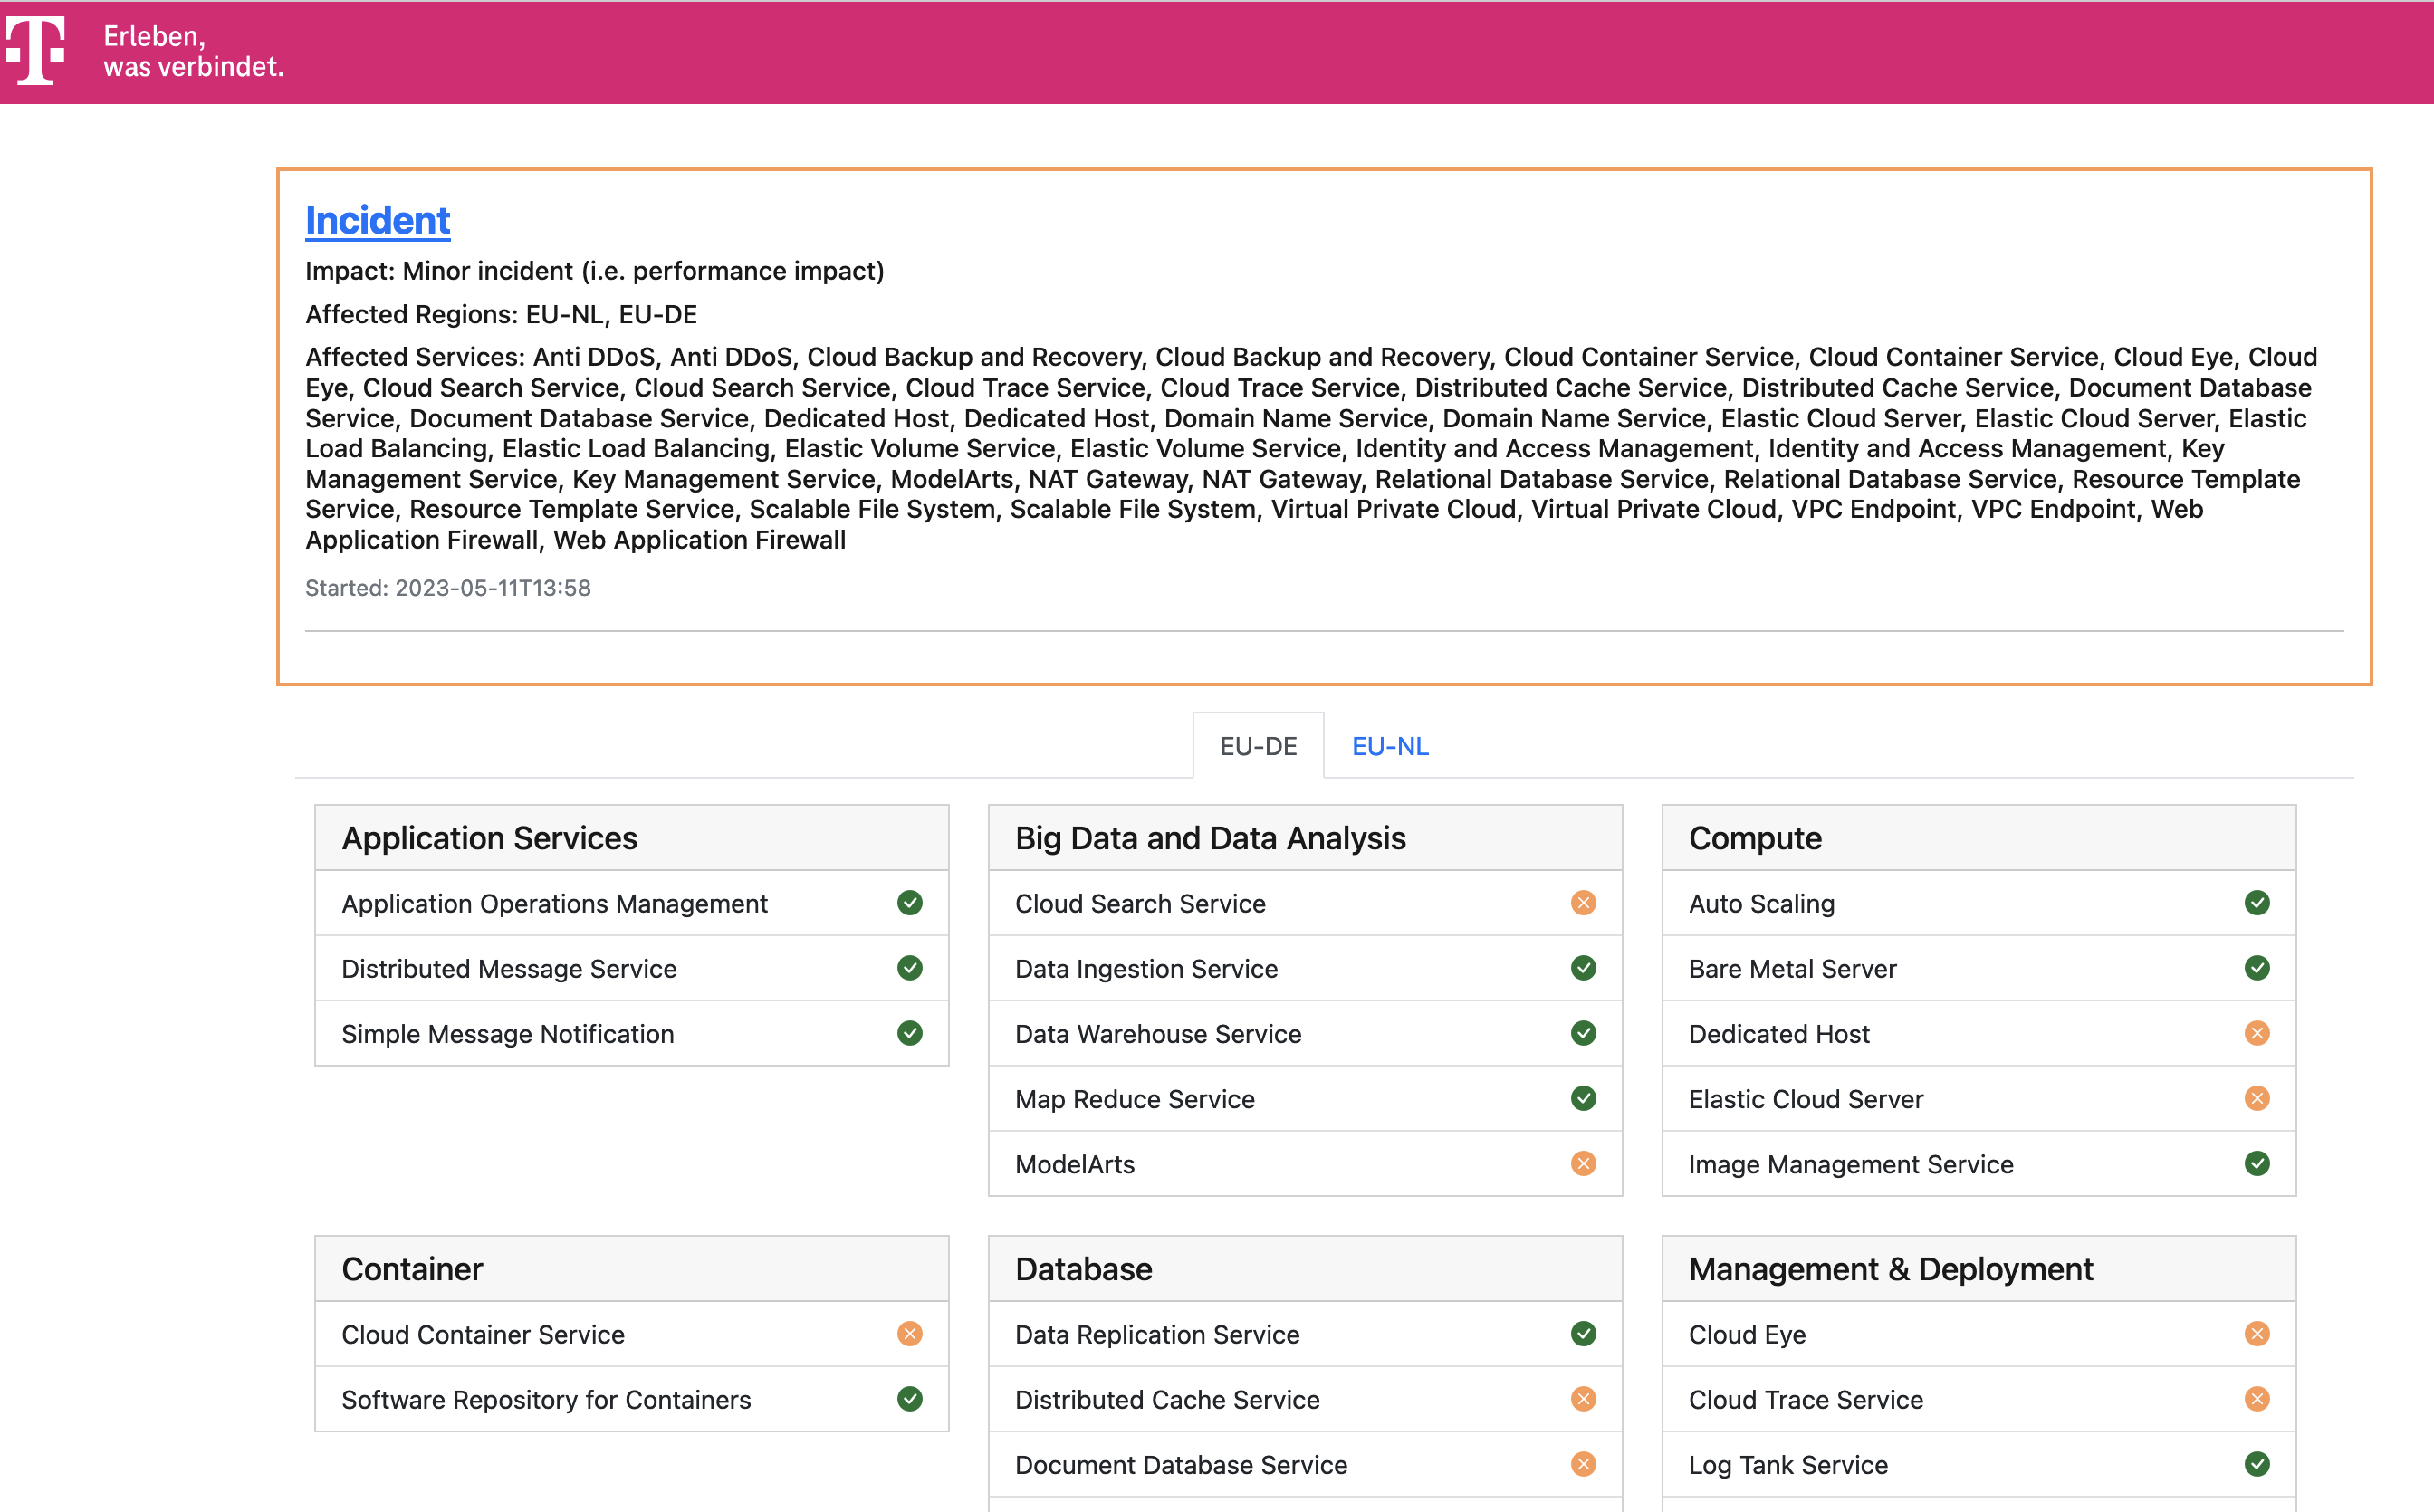 Erleben,
was verbindet.
Incident
Impact: Minor incident (i.e. performance impact)
Affected Regions: EU-NL, EU-DE
Affected Services: Anti DDoS, Anti DDoS, Cloud Backup and Recovery, Cloud Backup and Recovery, Cloud Container Service, Cloud Container Service, Cloud Eye, Cloud
Eye, Cloud Search Service, Cloud Search Service, Cloud Trace Service, Cloud Trace Service, Distributed Cache Service, Distributed Cache Service, Document Database
Service, Document Database Service, Dedicated Host, Dedicated Host, Domain Name Service, Domain Name Service, Elastic Cloud Server, Elastic Cloud Server, Elastic
Load Balancing, Elastic Load Balancing, Elastic Volume Service, Elastic Volume Service, Identity and Access Management, Identity and Access Management, Key
Management Service, Key Management Service, ModelArts, NAT Gateway, NAT Gateway, Relational Database Service, Relational Database Service, Resource Template
Service, Resource Template Service, Scalable File System, Scalable File System, Virtual Private Cloud, Virtual Private Cloud, VPC Endpoint, VPC Endpoint, Web
Application Firewall, Web Application Firewall
Started: 2023-05-11T13:58
EU-DE
EU-NL
Application Services
Application Operations Management
Distributed Message Service
Simple Message Notification
Big Data and Data Analysis
Cloud Search Service
Data Ingestion Service
Data Warehouse Service
Map Reduce Service
ModelArts
Compute
Auto Scaling
Bare Metal Server
Dedicated Host
Elastic Cloud Server
Image Management Service
Container
Cloud Container Service
Software Repository for Containers
Database
Data Replication Service
Distributed Cache Service
Document Database Service
Management & Deployment
Cloud Eye
Cloud Trace Service
Log Tank Service